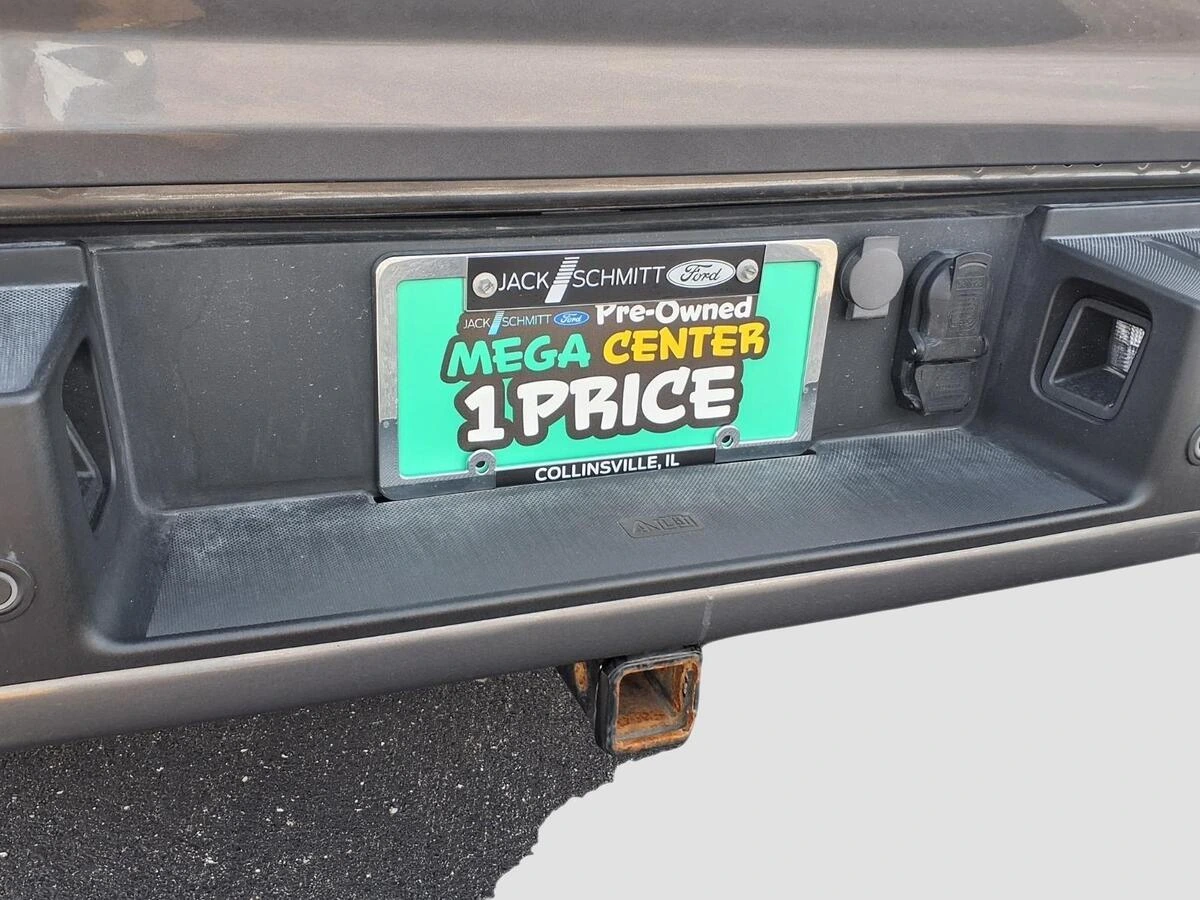 JACK SCHMITT Ford
JACK SCHMITT Ford Pre-Owned
MEGA CENTER
1 PRICE
COLLINSVILLE, IL